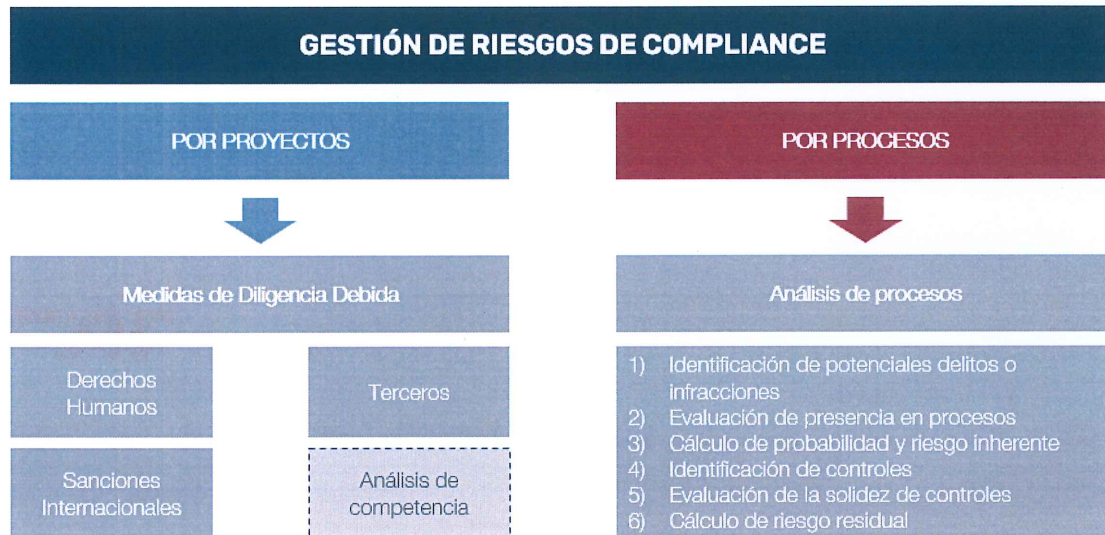 GESTIÓN DE RIESGOS DE COMPLIANCE
POR PROYECTOS
POR PROCESOS
Medidas de Diligencia Debida
Análisis de procesos
Derechos
Humanos
Terceros
Sanciones
Internacionales
Análisis de
competencia
1) Identificación de potenciales delitos o
infracciones
2) Evaluación de presencia en procesos
3) Cálculo de probabilidad y riesgo inherente
4) Identificación de controles
5) Evaluación de la solidez de controles
6) Cálculo de riesgo residual